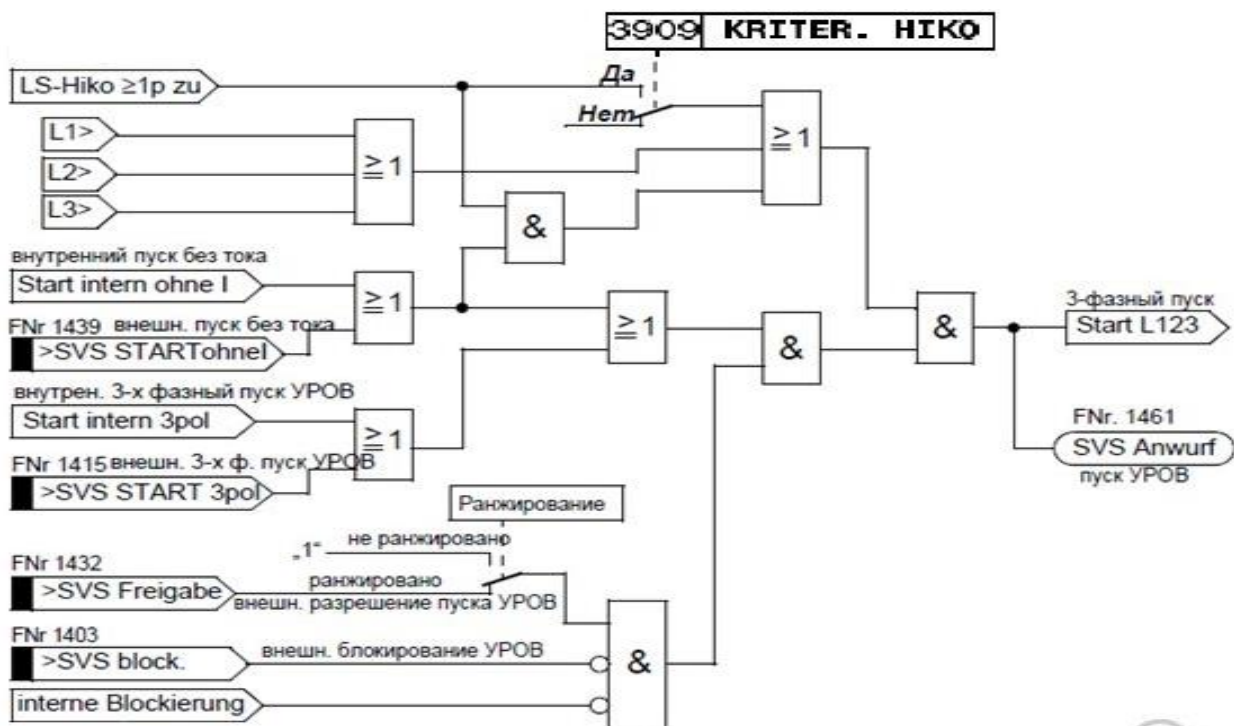 3909 KRITER. HIKO
LS-Hiko ≥1p zu
Да
Нет
L1>
L2>
L3>
≧1
≧1
&
внутренний пуск без тока
Start intern ohne I
≧1
FNr 1439 внешн. пуск без тока
>SVS STARTohneI
≧1
&
&
3-фазный пуск
Start L123
внутрен. 3-х фазный пуск УРОВ
Start intern 3pol
≧1
FNr 1415 внешн. 3-х ф. пуск УРОВ
>SVS START 3pol
FNr. 1461
SVS Anwurf
пуск УРОВ
Ранжирование
„1“ не ранжировано
FNr 1432
>SVS Freigabe
ранжировано
внешн. разрешение пуска УРОВ
FNr 1403
>SVS block.
внешн. блокирование УРОВ
&
interne Blockierung